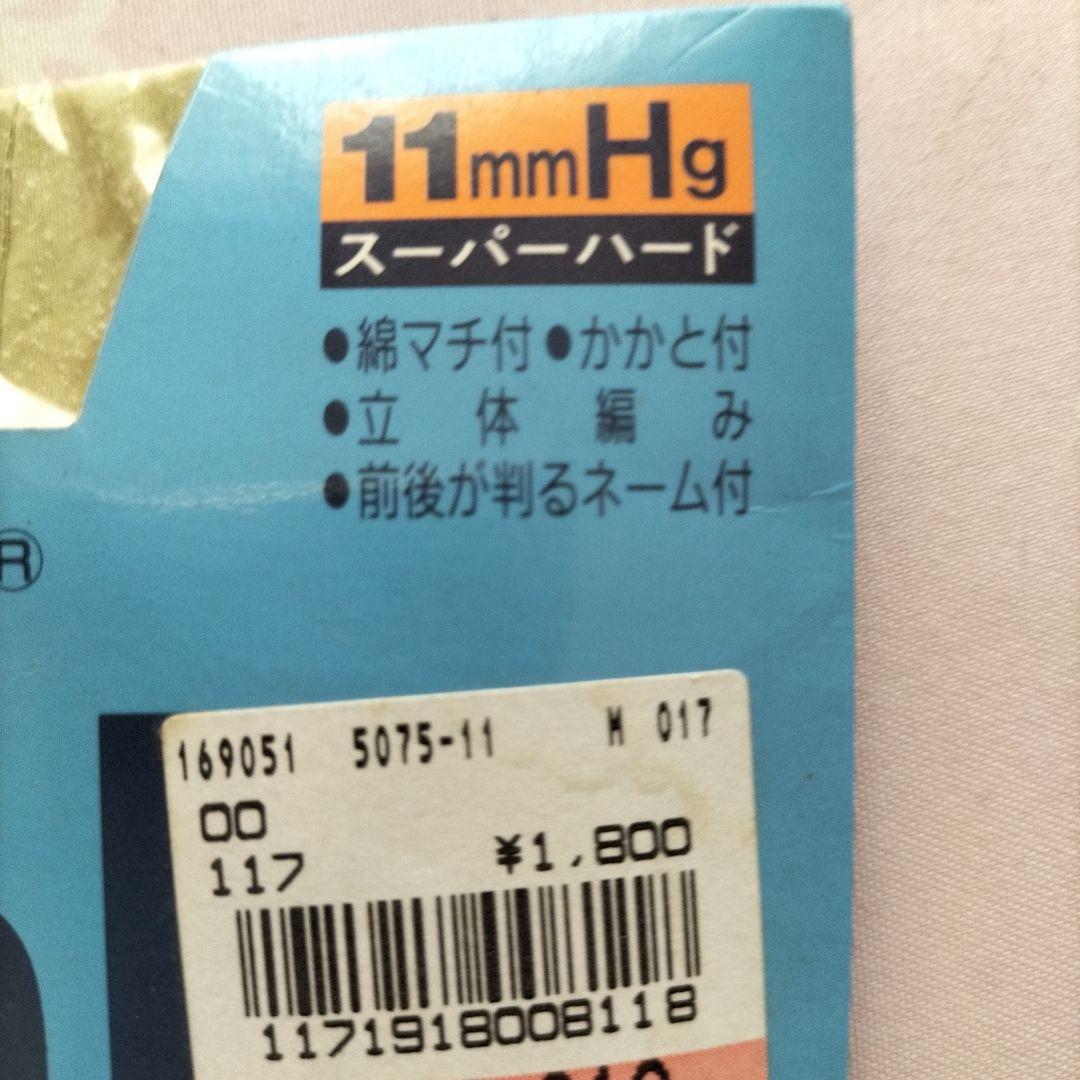 11mmHg
スーパーハード
●綿マチ付●かかと付
●立体編み
●前後が判るネーム付
®
169051 5075-11 M 017
00
117 ¥1,800
1171918008118